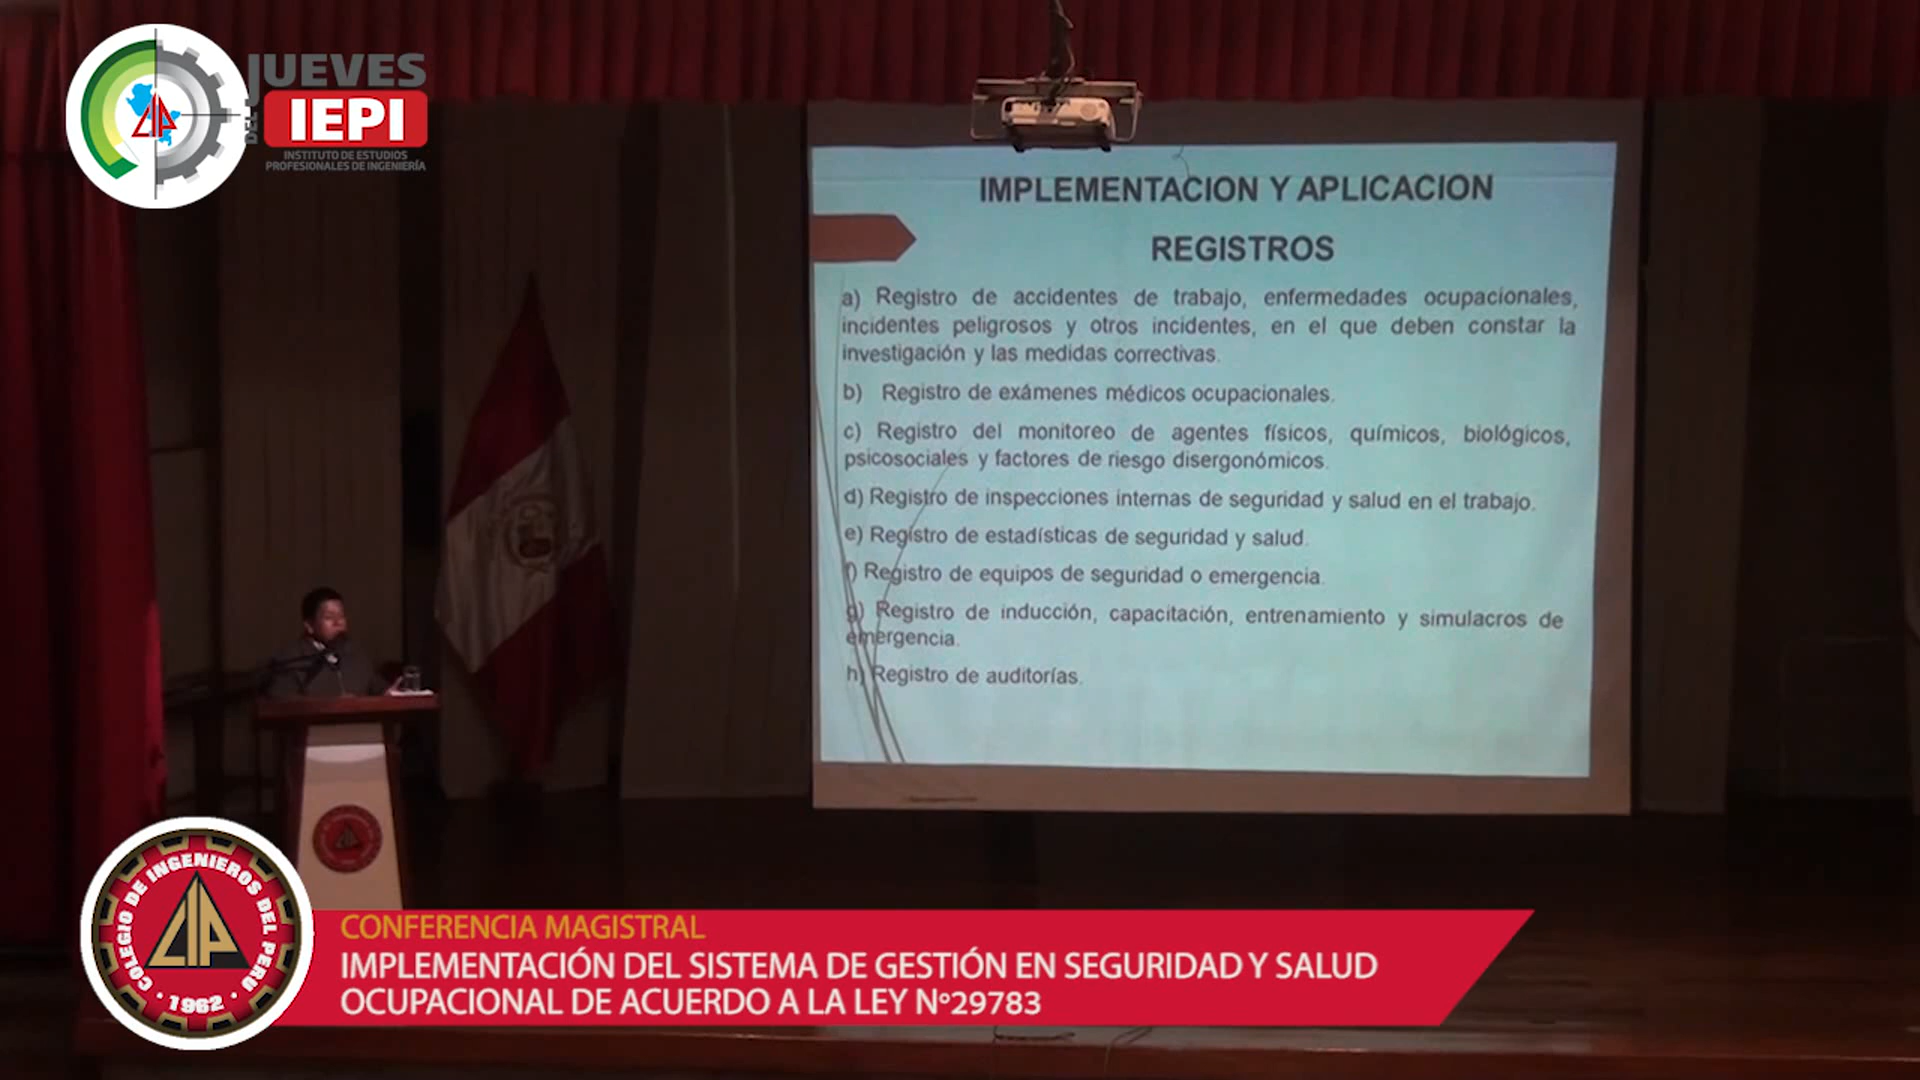 JUEVES
DEL
IEPI
INSTITUTO DE ESTUDIOS
PROFESIONALES DE INGENIERÍA
CIP
IMPLEMENTACION Y APLICACION
REGISTROS
a) Registro de accidentes de trabajo, enfermedades ocupacionales,
incidentes peligrosos y otros incidentes, en el que deben constar la
investigación y las medidas correctivas.
b) Registro de exámenes médicos ocupacionales.
c) Registro del monitoreo de agentes físicos, químicos, biológicos,
psicosociales y factores de riesgo disergonómicos.
d) Registro de inspecciones internas de seguridad y salud en el trabajo.
e) Registro de estadísticas de seguridad y salud.
f) Registro de equipos de seguridad o emergencia.
g) Registro de inducción, capacitación, entrenamiento y simulacros de
emergencia.
h) Registro de auditorías.
COLEGIO DE INGENIEROS DEL PERU
CIP
· 1962 ·
CONFERENCIA MAGISTRAL
IMPLEMENTACIÓN DEL SISTEMA DE GESTIÓN EN SEGURIDAD Y SALUD
OCUPACIONAL DE ACUERDO A LA LEY N°29783